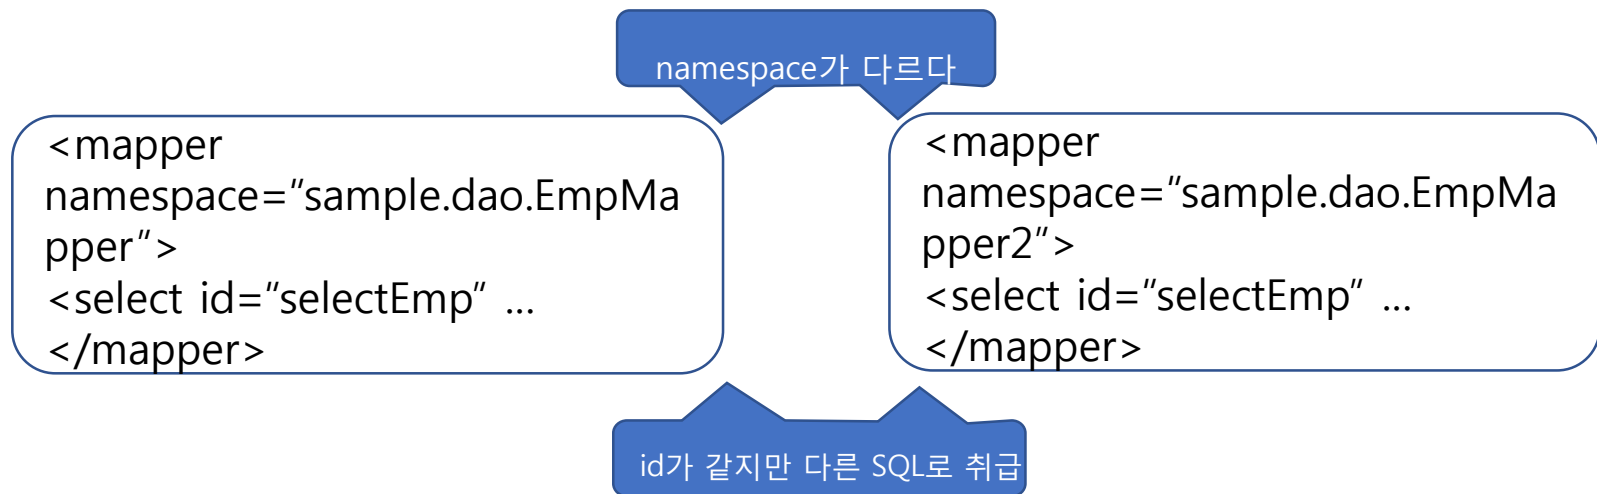 namespace가 다르다
<mapper
namespace=”sample.dao.EmpMa
pper”>
<select id=”selectEmp” ...
</mapper>
<mapper
namespace=”sample.dao.EmpMa
pper2”>
<select id=”selectEmp” ...
</mapper>
id가 같지만 다른 SQL로 취급